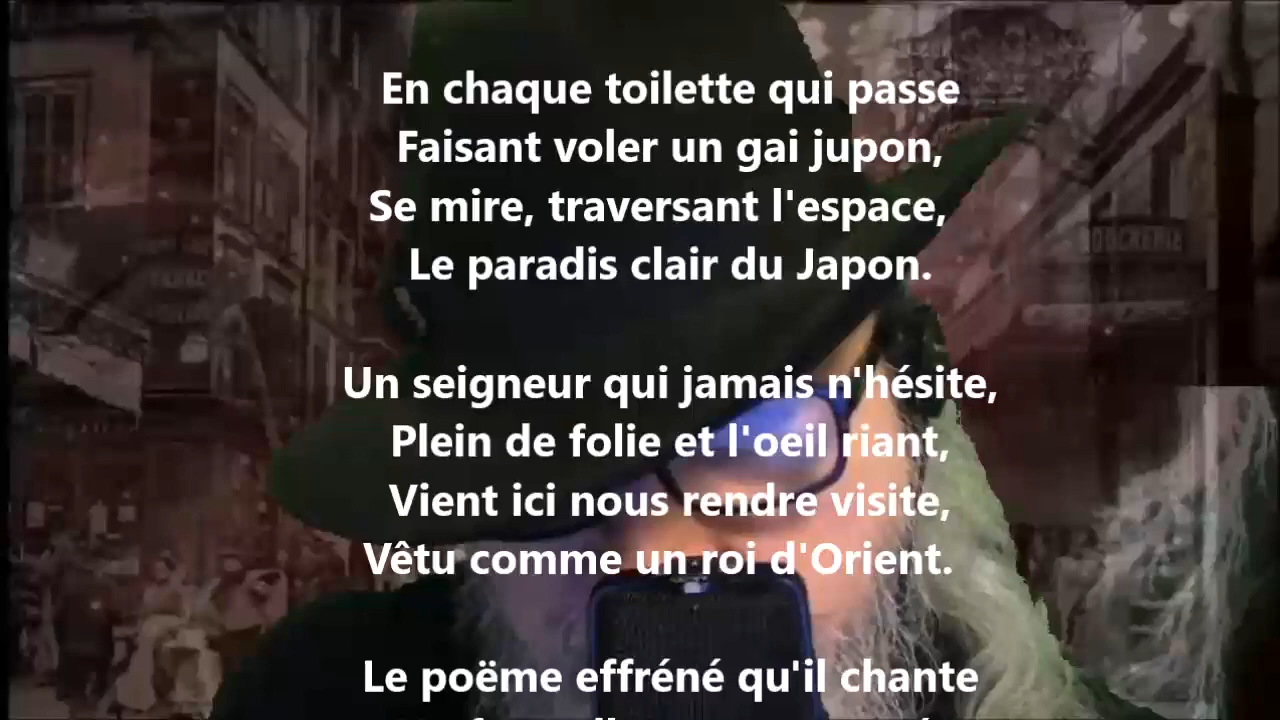 En chaque toilette qui passe
Faisant voler un gai jupon,
Se mire, traversant l'espace,
Le paradis clair du Japon.
Un seigneur qui jamais n'hésite,
Plein de folie et l'oeil riant,
Vient ici nous rendre visite,
Vêtu comme un roi d'Orient.
Le poëme effréné qu'il chante